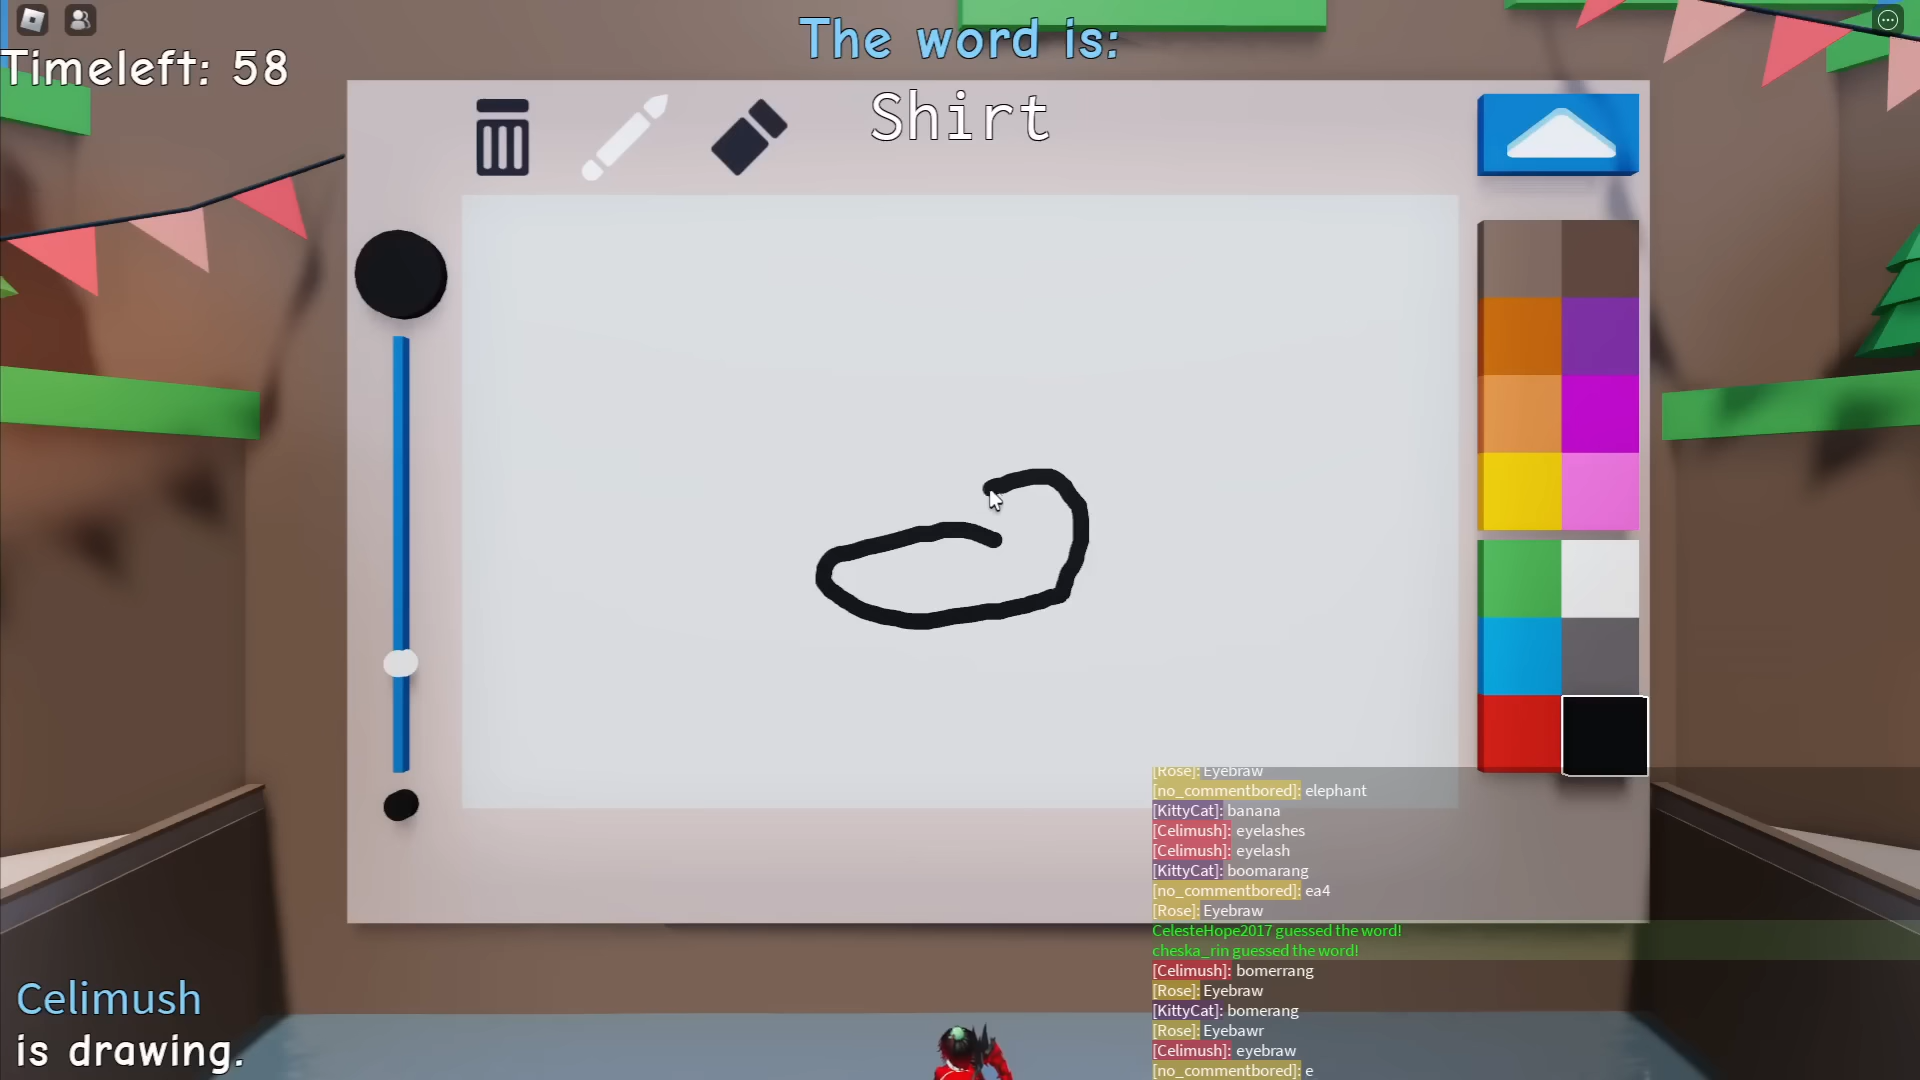 The word is:
Timeleft: 58
Shirt
[Rose]: Eyebraw
[no_commentbored]: elephant
[KittyCat]: banana
[Celimush]: eyelashes
[Celimush]: eyelash
[KittyCat]: boomarang
[no_commentbored]: ea4
[Rose]: Eyebraw
CelesteHope2017 guessed the word!
cheska_rin guessed the word!
[Celimush]: bomerrang
[Rose]: Eyebraw
[KittyCat]: bomerang
[Rose]: Eyebawr
[Celimush]: eyebraw
[no_commentbored]: e
Celimush
is drawing.